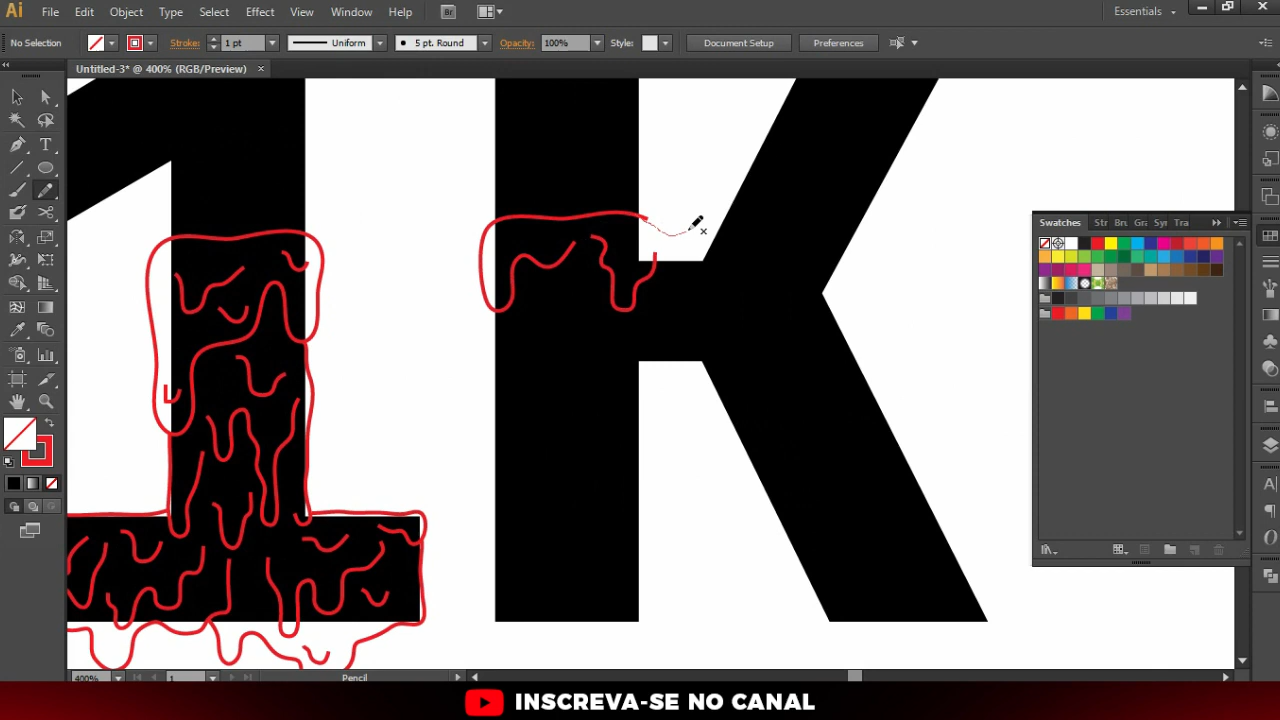 Ai File Edit Object Type Select Effect View Window Help Br Essentials
No Selection Stroke: 1 pt Uniform 5 pt. Round Opacity: 100% Style: Document Setup Preferences
Untitled-3* @ 400% (RGB/Preview)
1K
Swatches Str Bru Sy Tra
400% 1 Pencil
INSCREVA-SE NO CANAL